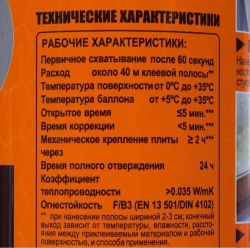 ТЕХНИЧЕСКИЕ ХАРАКТЕРИСТИКИ
РАБОЧИЕ ХАРАКТЕРИСТИКИ:
Первичное схватывание после 60 секунд
Расход около 40 м клеевой полосы**
Температура поверхности от 0°C до +35°C
Температура баллона от +5°C до +35°C
Открытое время ≤5 мин.***
Время коррекции <5 мин.***
Механическое крепление плиты ≥ 2 ч***
через
Время полного отверждения 24 ч
Коэффициент
теплопроводности >0.035 W/mK
Огнестойкость F/B3 (EN 13 501/DIN 4102)
** при нанесении полосы шириной 2-3 см; конечный
выход зависит от температуры, влажности, расстоя-
ния между приклеиваемым материалом и рабочей
поверхностью, а также типом поверхности.